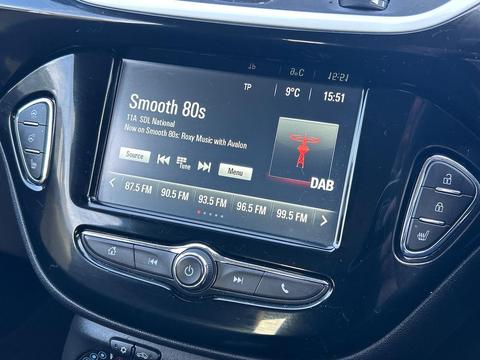 TP
9°C
15:51
Smooth 80s
11A SDL National
Now on Smooth 80s: Roxy Music with Avalon
Source
Tune
Menu
DAB
87.5 FM
90.5 FM
93.5 FM
96.5 FM
99.5 FM